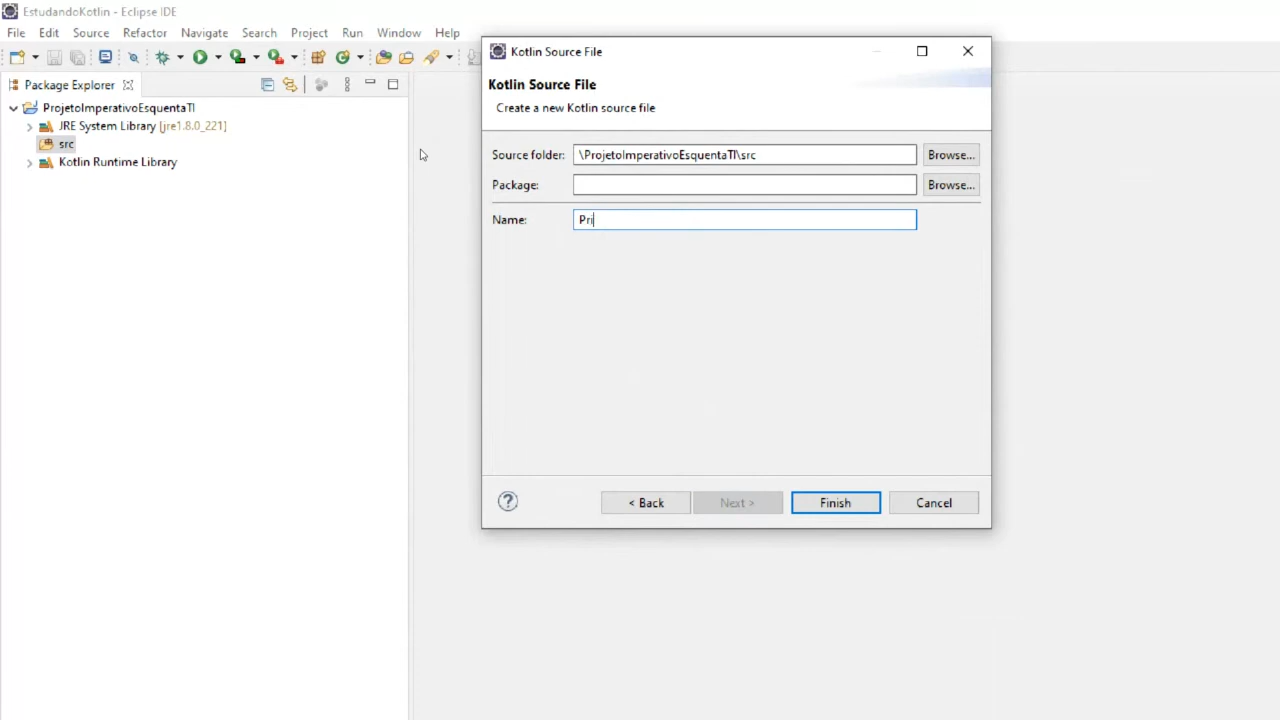 EstudandoKotlin - Eclipse IDE
File Edit Source Refactor Navigate Search Project Run Window Help
Package Explorer
ProjetoImperativoEsquentaTI
JRE System Library [jre1.8.0_221]
src
Kotlin Runtime Library
Kotlin Source File
Kotlin Source File
Create a new Kotlin source file
Source folder: \ProjetoImperativoEsquentaTI\src Browse...
Package: Browse...
Name: Pri
? < Back Next > Finish Cancel